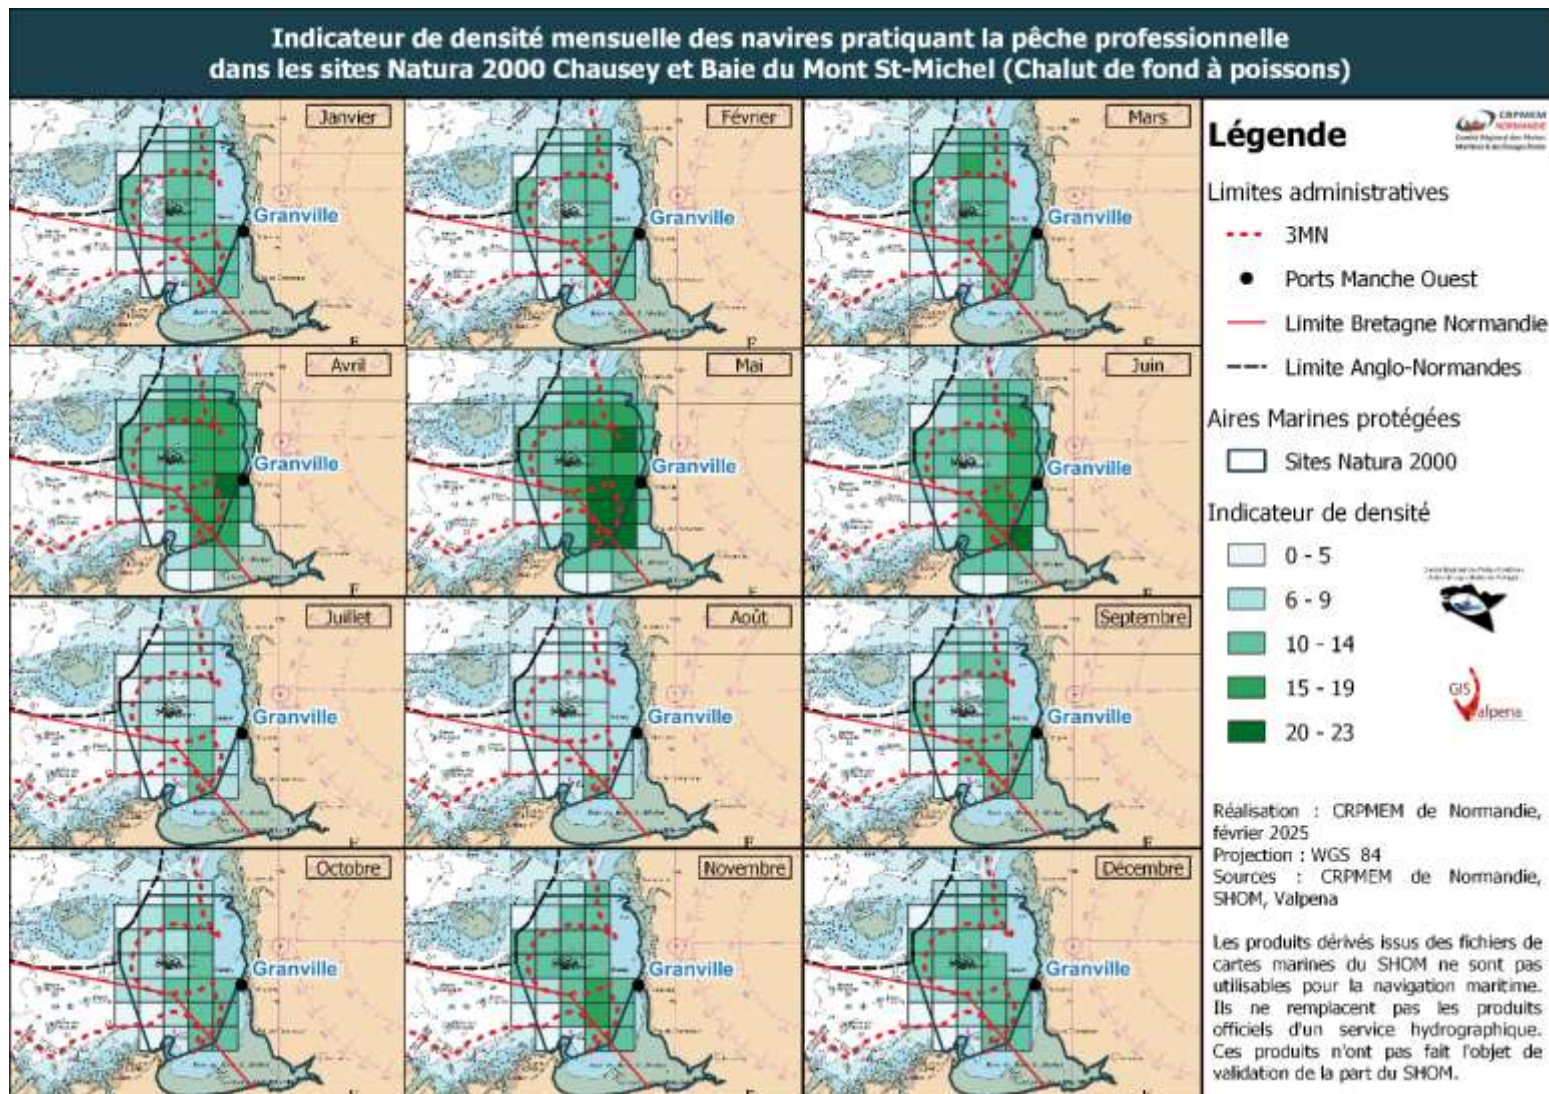 Indicateur de densité mensuelle des navires pratiquant la pêche professionnelle
dans les sites Natura 2000 Chausey et Baie du Mont St-Michel (Chalut de fond à poissons)
Janvier
Granville
Février
Granville
Mars
Granville
Avril
Granville
Mai
Granville
Juin
Granville
Juillet
Granville
Août
Granville
Septembre
Granville
Octobre
Granville
Novembre
Granville
Décembre
Granville
Légende
CRPMEM
NORMANDIE
Limites administratives
3MN
Ports Manche Ouest
Limite Bretagne Normandie
Limite Anglo-Normandes
Aires Marines protégées
Sites Natura 2000
Indicateur de densité
0 - 5
6 - 9
10 - 14
15 - 19
20 - 23
GIS
Valpena
Réalisation : CRPMEM de Normandie,
février 2025
Projection : WGS 84
Sources : CRPMEM de Normandie,
SHOM, Valpena
Les produits dérivés issus des fichiers de
cartes marines du SHOM ne sont pas
utilisables pour la navigation maritime.
Ils ne remplacent pas les produits
officiels d'un service hydrographique.
Ces produits n'ont pas fait l'objet de
validation de la part du SHOM.